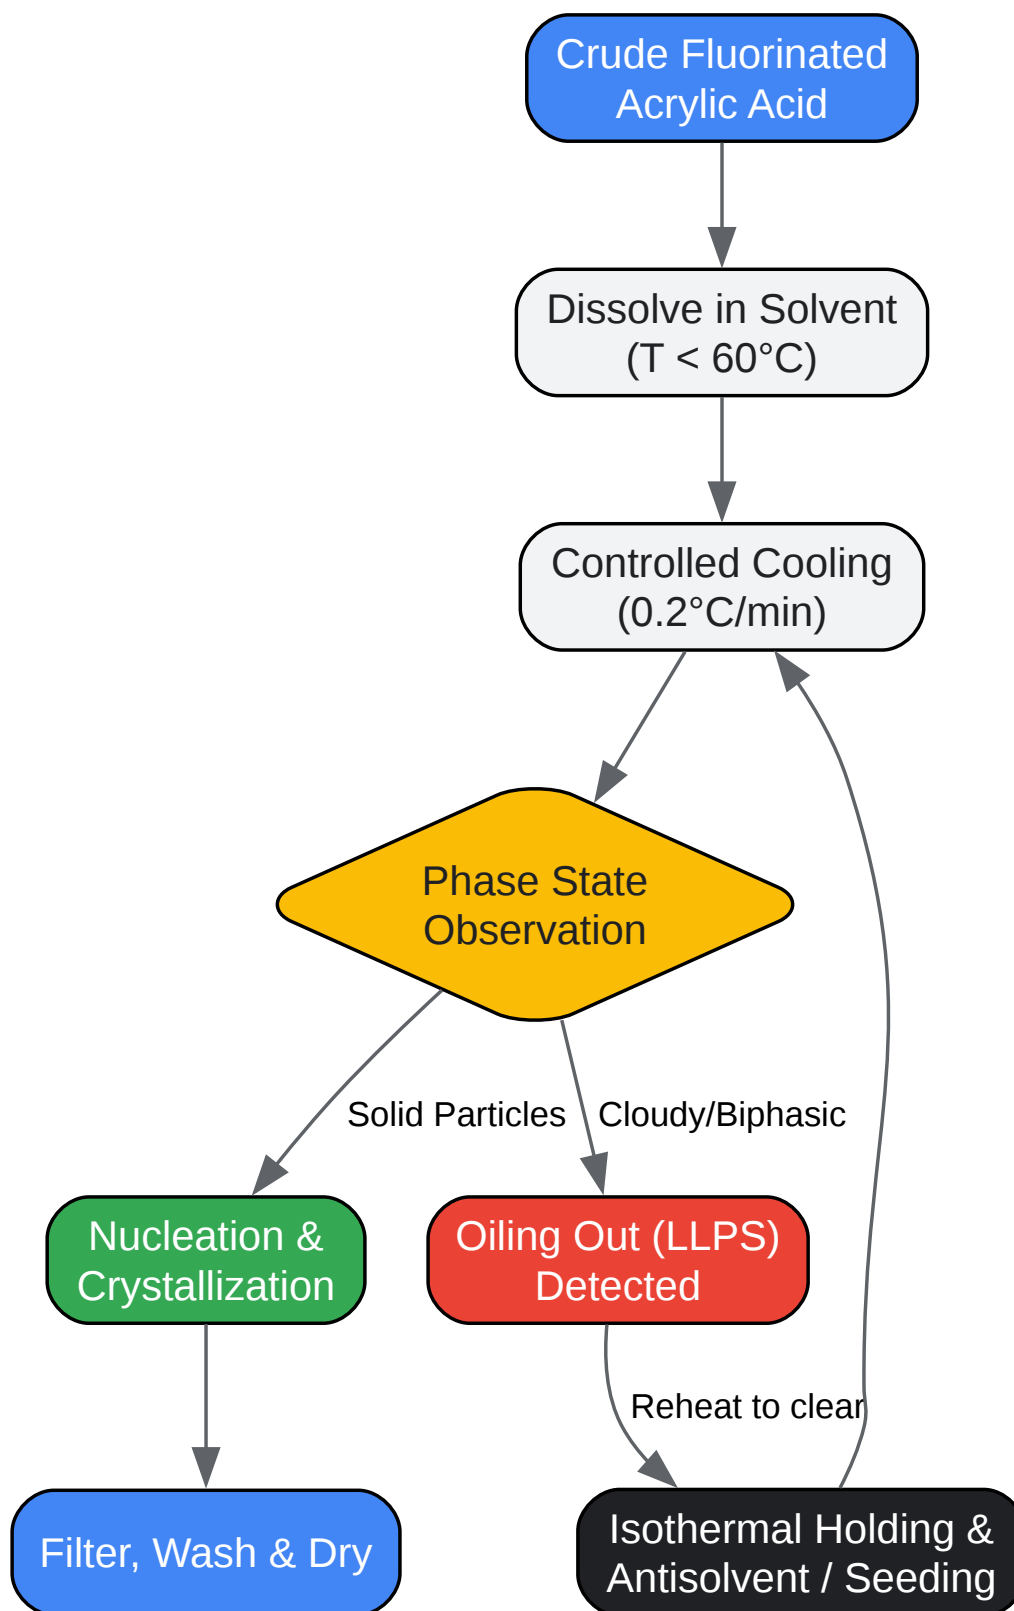 Crude Fluorinated
Acrylic Acid
Dissolve in Solvent
(T < 60°C)
Controlled Cooling
(0.2°C/min)
Phase State
Observation
Solid Particles
Cloudy/Biphasic
Nucleation &
Crystallization
Oiling Out (LLPS)
Detected
Reheat to clear
Filter, Wash & Dry
Isothermal Holding &
Antisolvent / Seeding